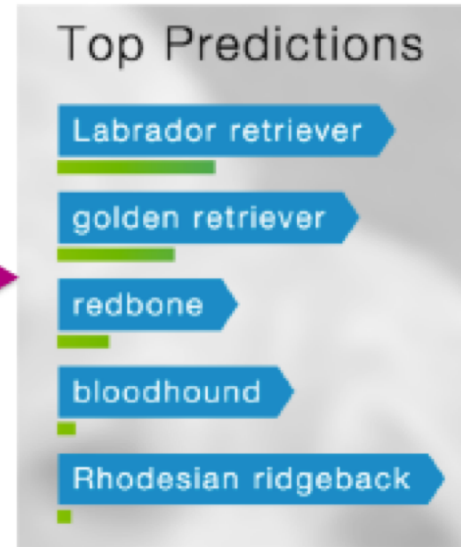 Top Predictions
Labrador retriever
golden retriever
redbone
bloodhound
Rhodesian ridgeback